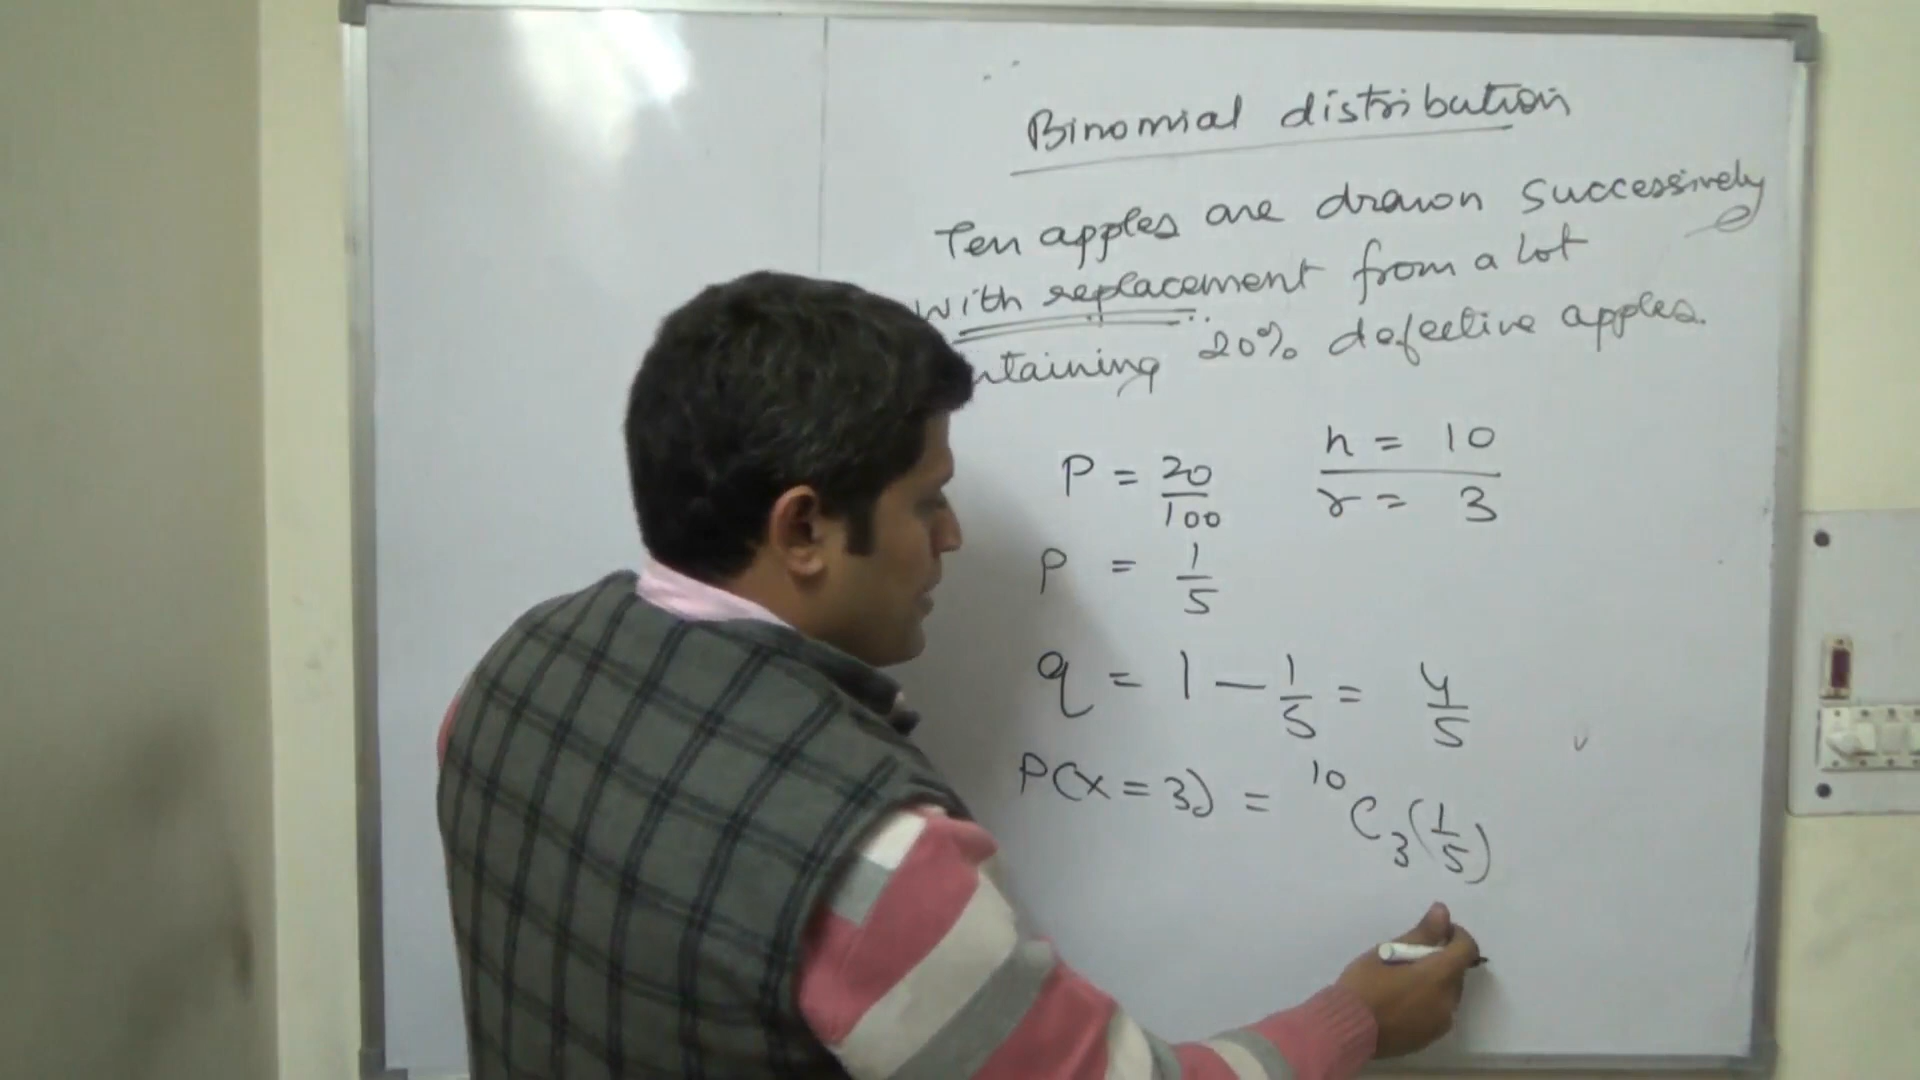 Binomial distribution
Ten apples are drawn successively
with replacement from a lot
ntaining 20% defective apples.
P = 20/100
n = 10
r = 3
P = 1/5
q = 1 - 1/5 = 4/5
P(X = 3) = ¹⁰C₃(1/5)